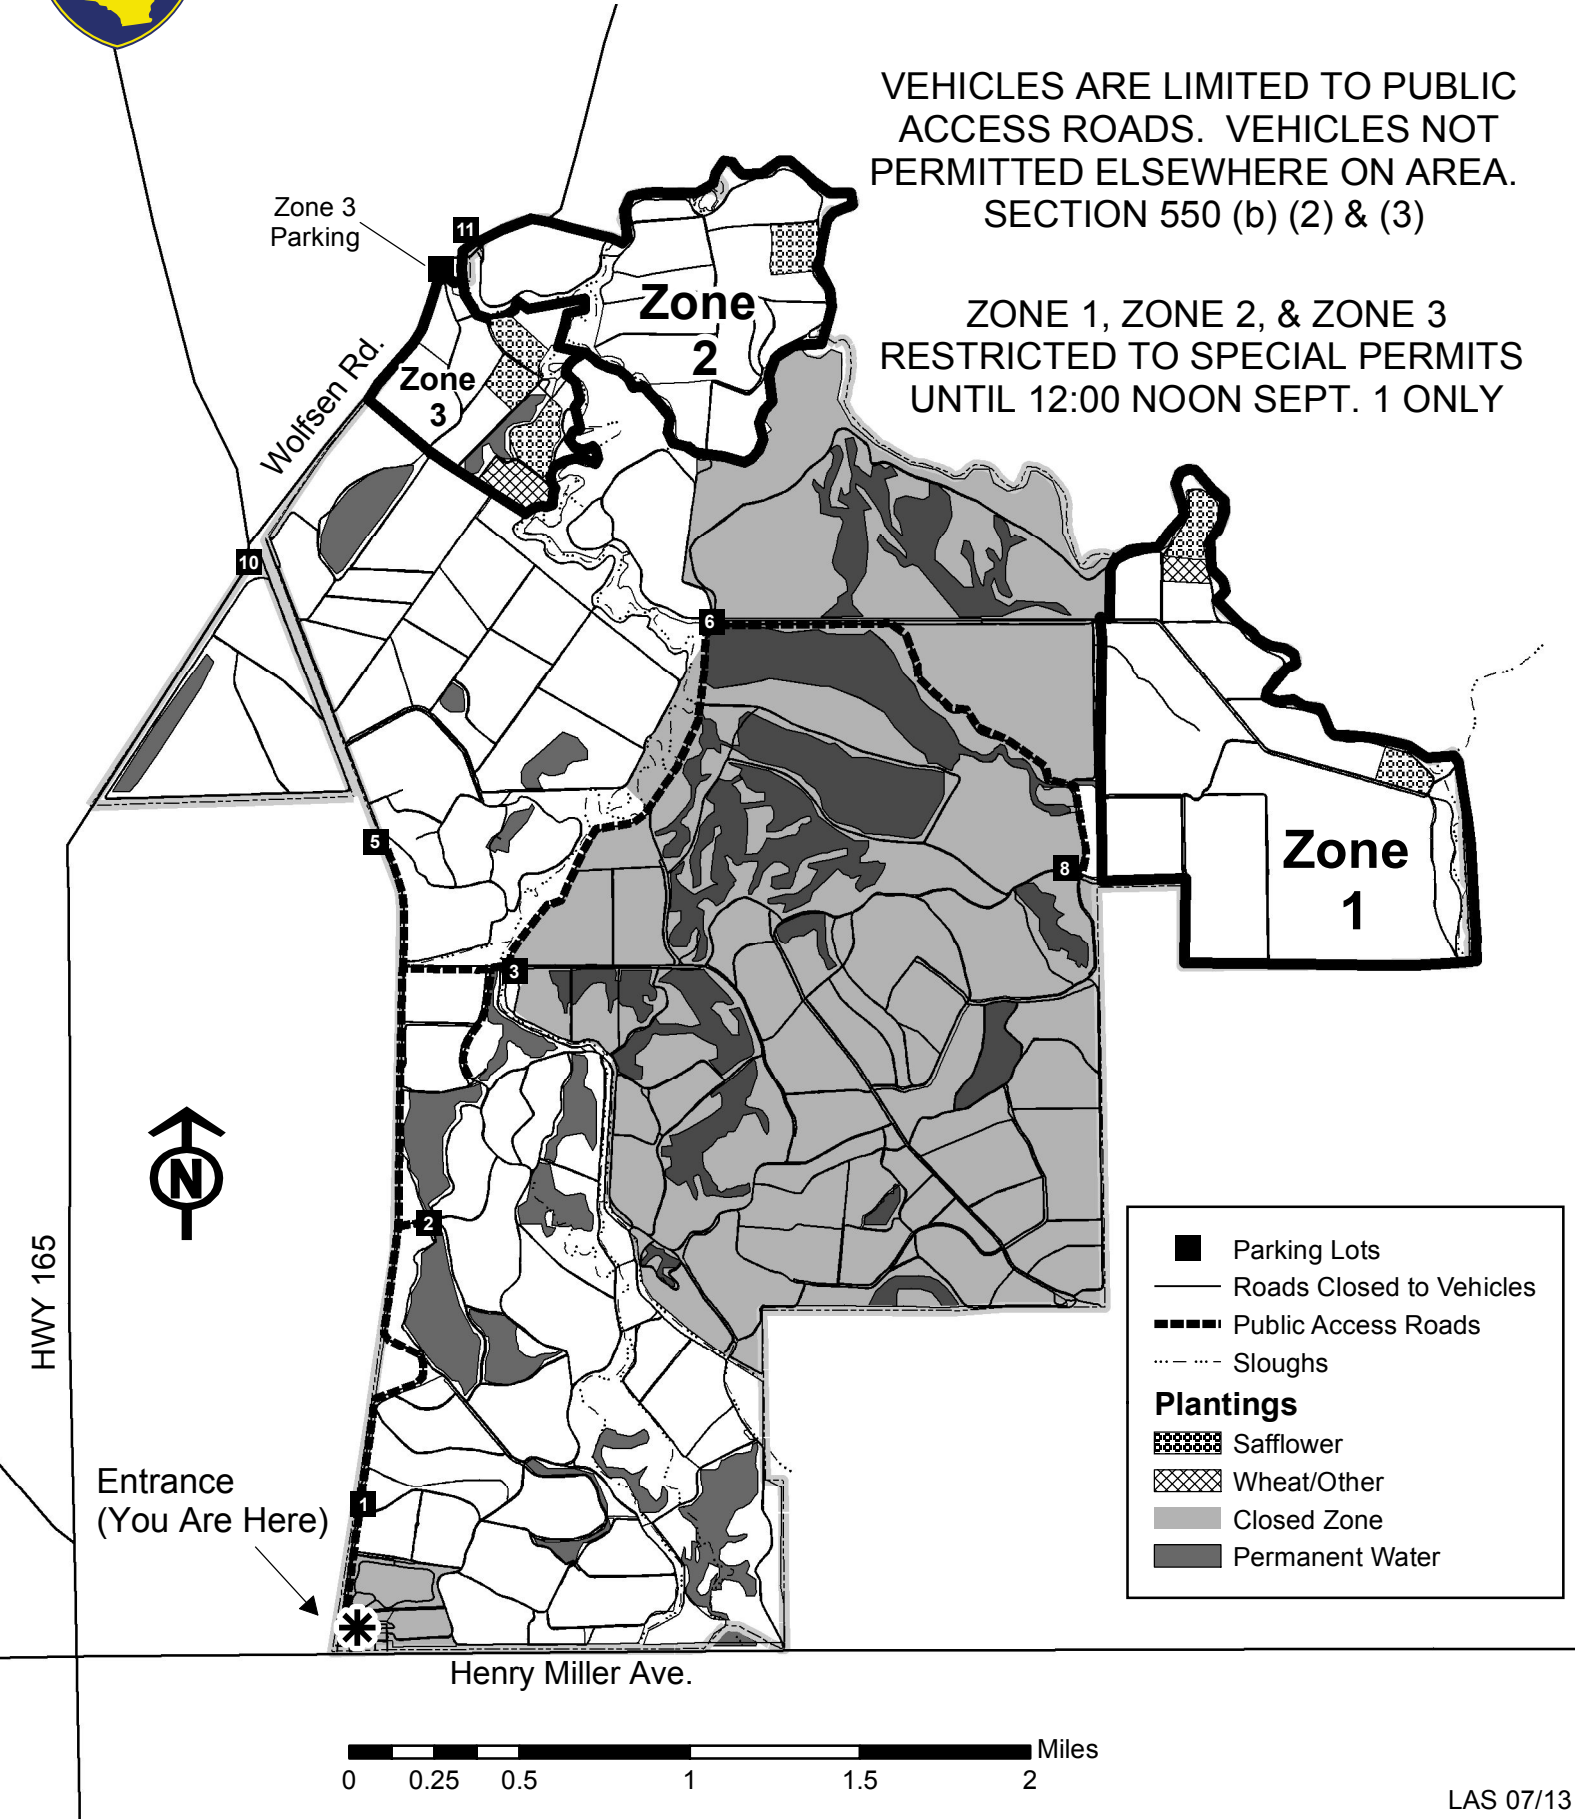 VEHICLES ARE LIMITED TO PUBLIC
ACCESS ROADS.  VEHICLES NOT
PERMITTED ELSEWHERE ON AREA.
SECTION 550 (b) (2) & (3)
ZONE 1, ZONE 2, & ZONE 3
RESTRICTED TO SPECIAL PERMITS
UNTIL 12:00 NOON SEPT. 1 ONLY
Zone 3
Parking
11
Zone
2
Wolfsen Rd.
Zone
3
10
6
5
8
Zone
1
3
N
2
HWY 165
Parking Lots
Roads Closed to Vehicles
Public Access Roads
Sloughs
Plantings
Safflower
Wheat/Other
Closed Zone
Permanent Water
Entrance
(You Are Here)
1
Henry Miller Ave.
Miles
0 0.25 0.5 1 1.5 2
LAS 07/13